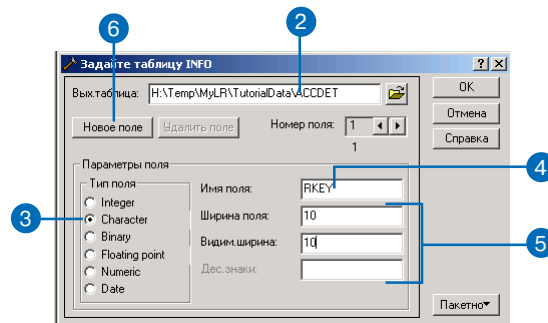 6
2
Задайте таблицу INFO
Вых.таблица: H:\Temp\MyLR\TutorialData\ACCDET
OK
Новое поле Удалить поле Номер поля: 1
1
Отмена
Справка
Параметры поля
Тип поля
Integer
Character
Binary
Floating point
Numeric
Date
Имя поля: RKEY
Ширина поля: 10
Видим.ширина: 10
Дес.знаки:
3
4
5
Пакетно